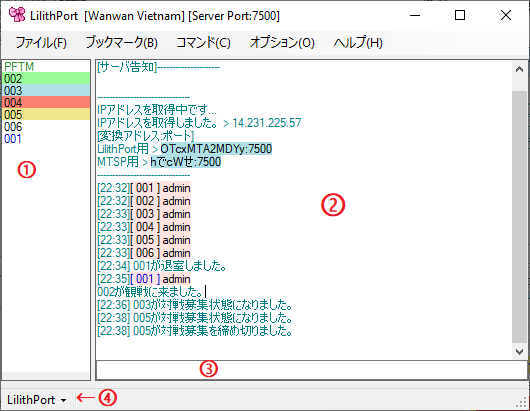 LilithPort [Wanwan Vietnam] [Server Port:7500]
ファイル(F) ブックマーク(B) コマンド(C) オプション(O) ヘルプ(H)
PFTM
002
003
004
005
006
001
①
[サーバ告知]---------------------
------------------------------
IPアドレスを取得中です…
IPアドレスを取得しました。 > 14.231.225.57
[変換アドレス:ポート]
LilithPort用 > OTcxMTA2MDYy:7500
MTSP用 > hでcWせ:7500
------------------------------
[22:32][ 001 ] admin
[22:32][ 002 ] admin
[22:33][ 003 ] admin
[22:33][ 004 ] admin
[22:33][ 005 ] admin
[22:33][ 006 ] admin
[22:34] 001が退室しました。
[22:35][ 001 ] admin
002が観戦に来ました。
[22:36] 003が対戦募集状態になりました。
[22:38] 005が対戦募集状態になりました。
[22:38] 005が対戦募集を締め切りました。
②
③
LilithPort ▾ ←④